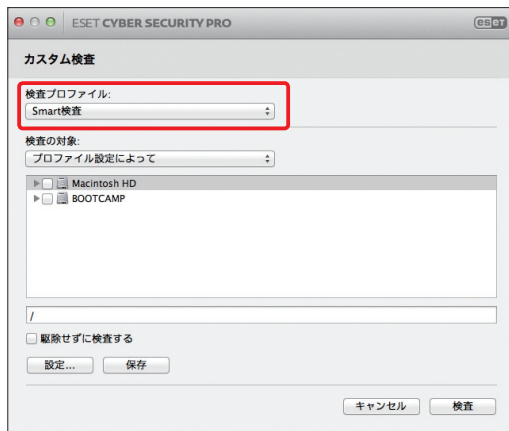 ESET CYBER SECURITY PRO
eset
カスタム検査
検査プロファイル:
Smart検査
検査の対象:
プロファイル設定によって
Macintosh HD
BOOTCAMP
/
駆除せずに検査する
設定... 保存
キャンセル 検査